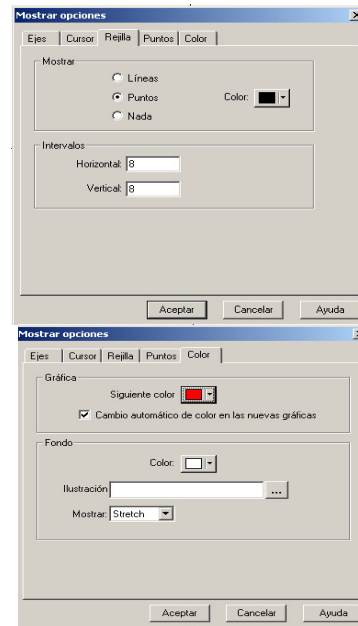 Mostrar opciones
Ejes Cursor Rejilla Puntos Color
Mostrar
Líneas
Puntos Color:
Nada
Intervalos
Horizontal: 8
Vertical: 8
Aceptar Cancelar Ayuda
Mostrar opciones
Ejes Cursor Rejilla Puntos Color
Gráfica
Siguiente color
Cambio automático de color en las nuevas gráficas
Fondo
Color:
Ilustración ...
Mostrar: Stretch
Aceptar Cancelar Ayuda